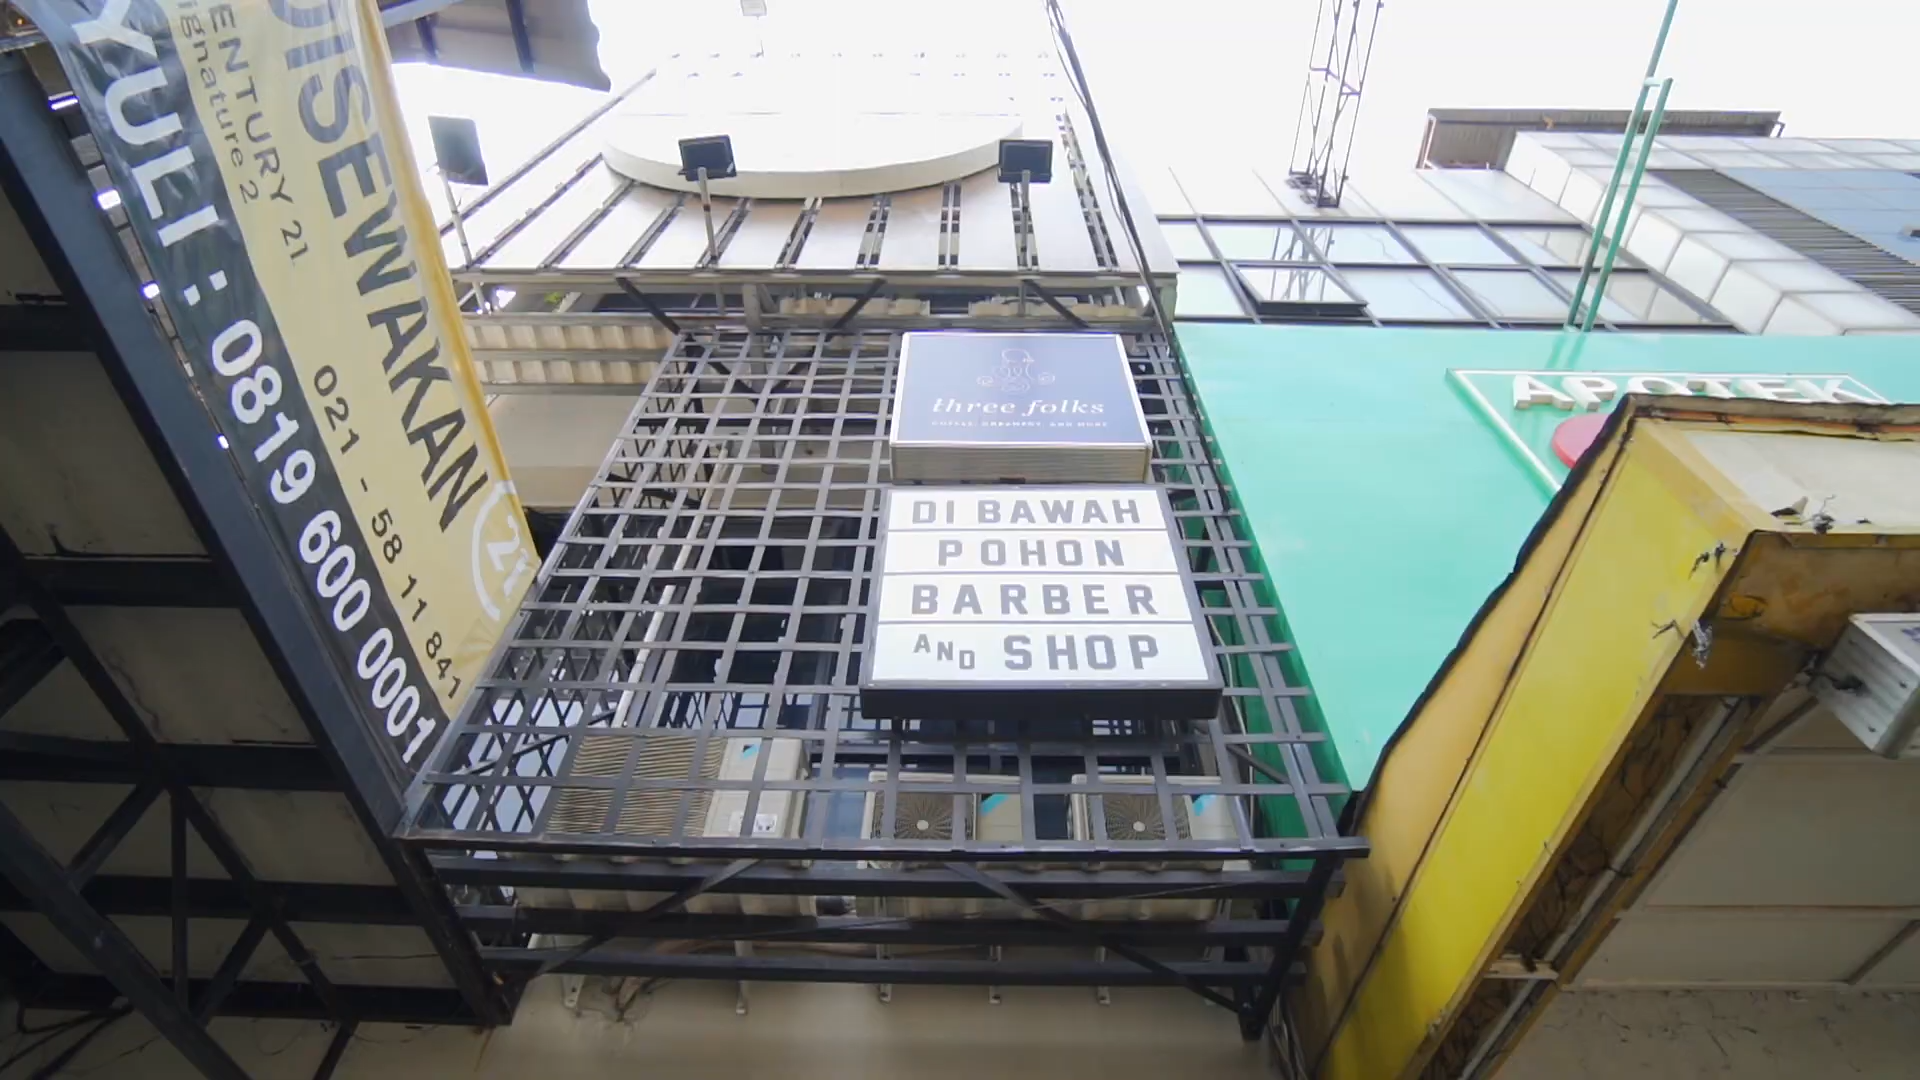 DISEWAKAN
CENTURY 21
Signature 2
021 - 58 11 841
21
YULI : 0819 600 0001
three folks
DI BAWAH
POHON
BARBER
AND SHOP
APOTEK